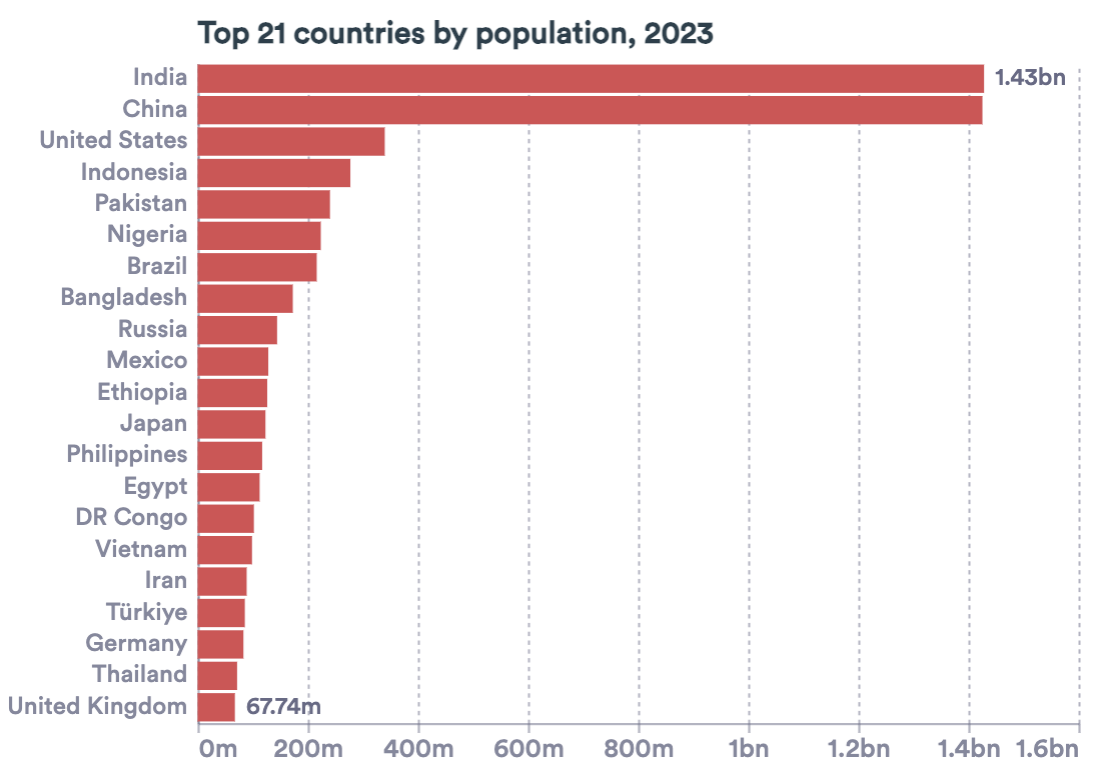 Top 21 countries by population, 2023
India 1.43bn
China
United States
Indonesia
Pakistan
Nigeria
Brazil
Bangladesh
Russia
Mexico
Ethiopia
Japan
Philippines
Egypt
DR Congo
Vietnam
Iran
Türkiye
Germany
Thailand
United Kingdom 67.74m
0m 200m 400m 600m 800m 1bn 1.2bn 1.4bn 1.6bn